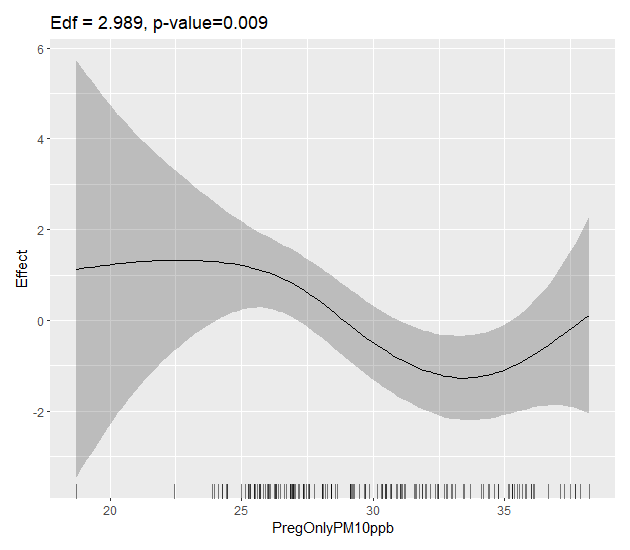 Edf = 2.989, p-value=0.009
6
4
2
0
-2
Effect
20 25 30 35
PregOnlyPM10ppb